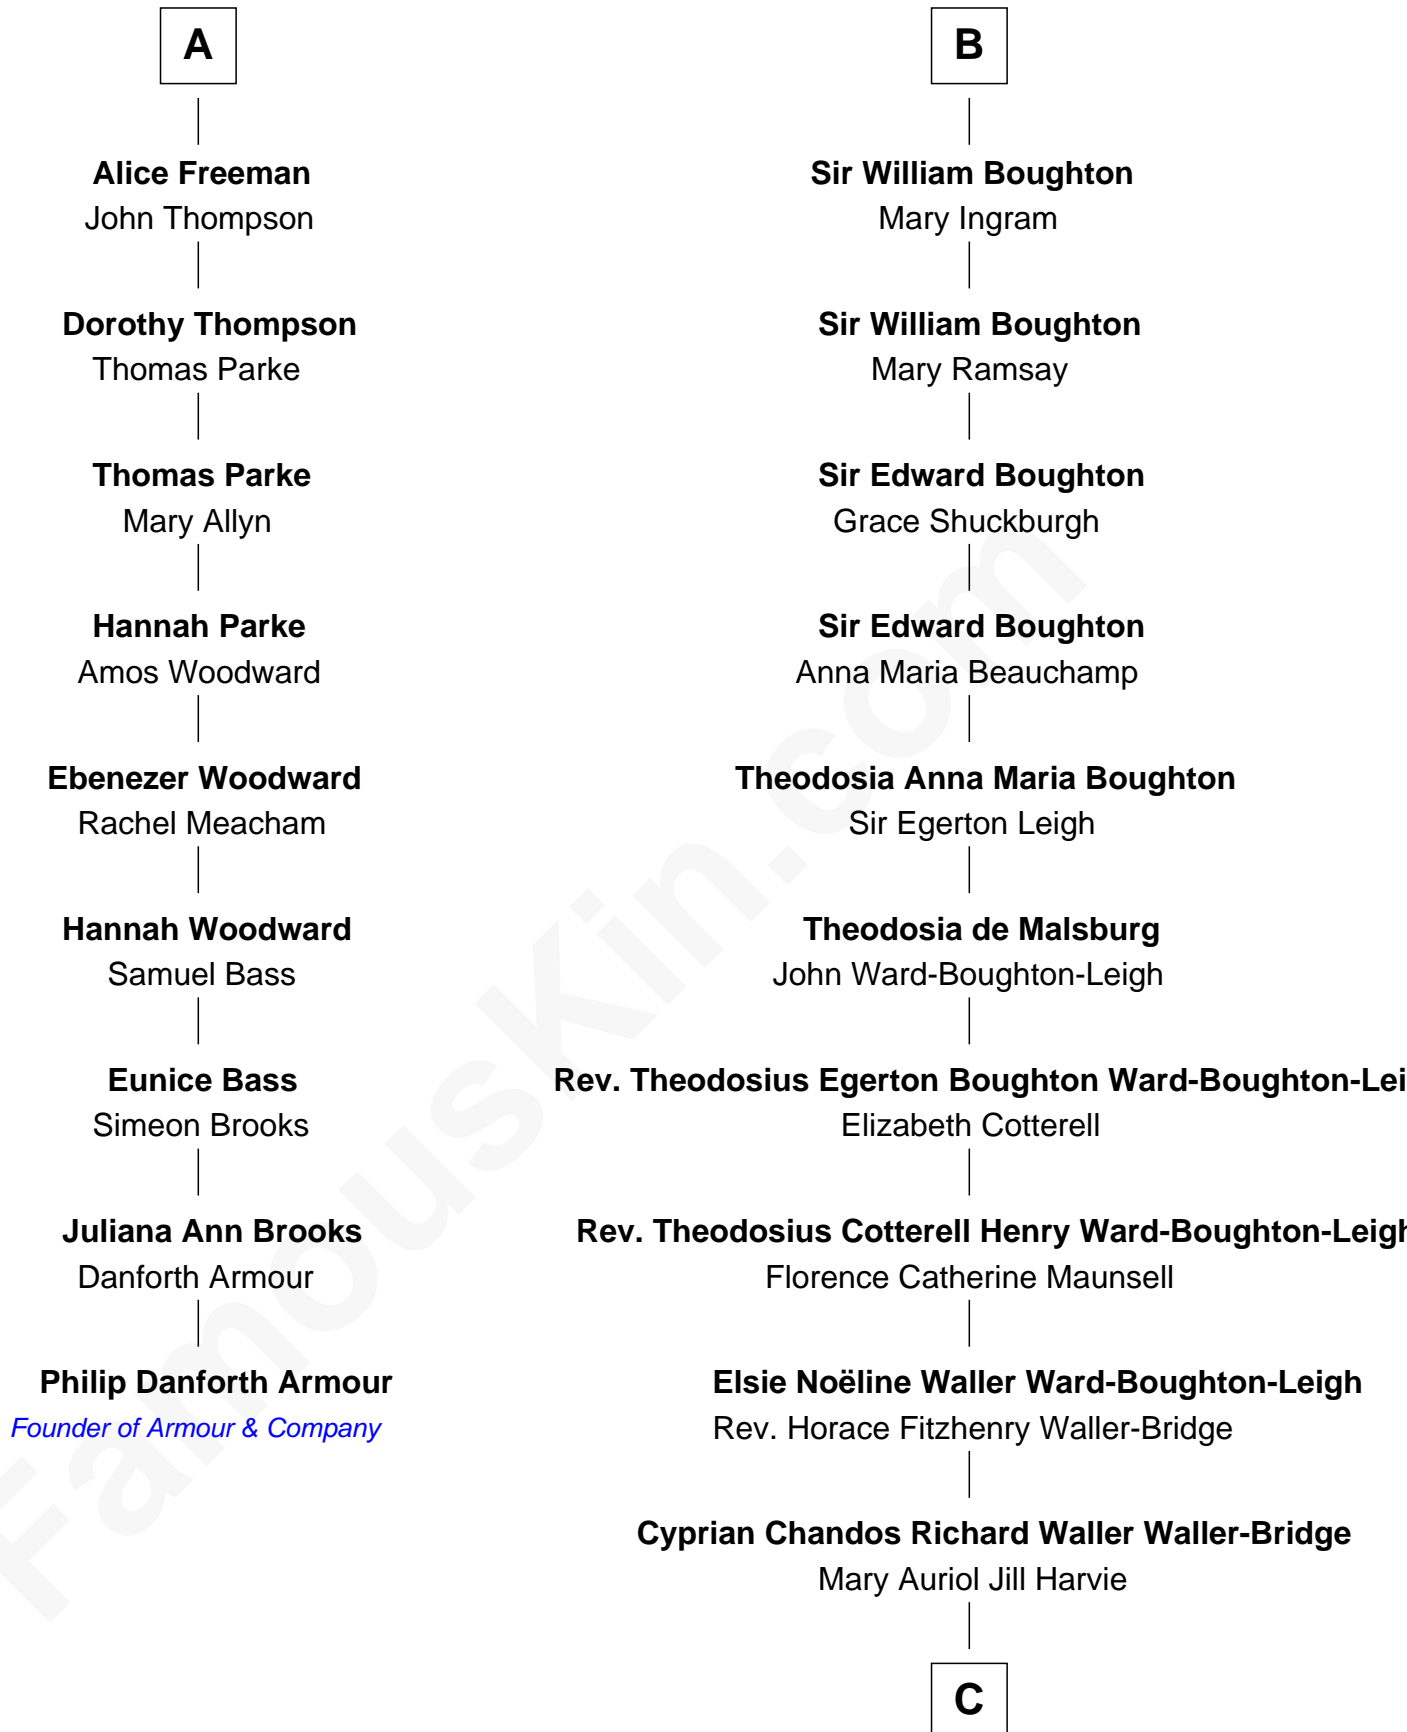 A
Alice Freeman
John Thompson
Dorothy Thompson
Thomas Parke
Thomas Parke
Mary Allyn
Hannah Parke
Amos Woodward
Ebenezer Woodward
Rachel Meacham
Hannah Woodward
Samuel Bass
Eunice Bass
Simeon Brooks
Juliana Ann Brooks
Danforth Armour
Philip Danforth Armour
Founder of Armour & Company
B
Sir William Boughton
Mary Ingram
Sir William Boughton
Mary Ramsay
Sir Edward Boughton
Grace Shuckburgh
Sir Edward Boughton
Anna Maria Beauchamp
Theodosia Anna Maria Boughton
Sir Egerton Leigh
Theodosia de Malsburg
John Ward-Boughton-Leigh
Rev. Theodosius Egerton Boughton Ward-Boughton-Lei
Elizabeth Cotterell
Rev. Theodosius Cotterell Henry Ward-Boughton-Leigh
Florence Catherine Maunsell
Elsie Noëline Waller Ward-Boughton-Leigh
Rev. Horace Fitzhenry Waller-Bridge
Cyprian Chandos Richard Waller Waller-Bridge
Mary Auriol Jill Harvie
C
FamousKin.com